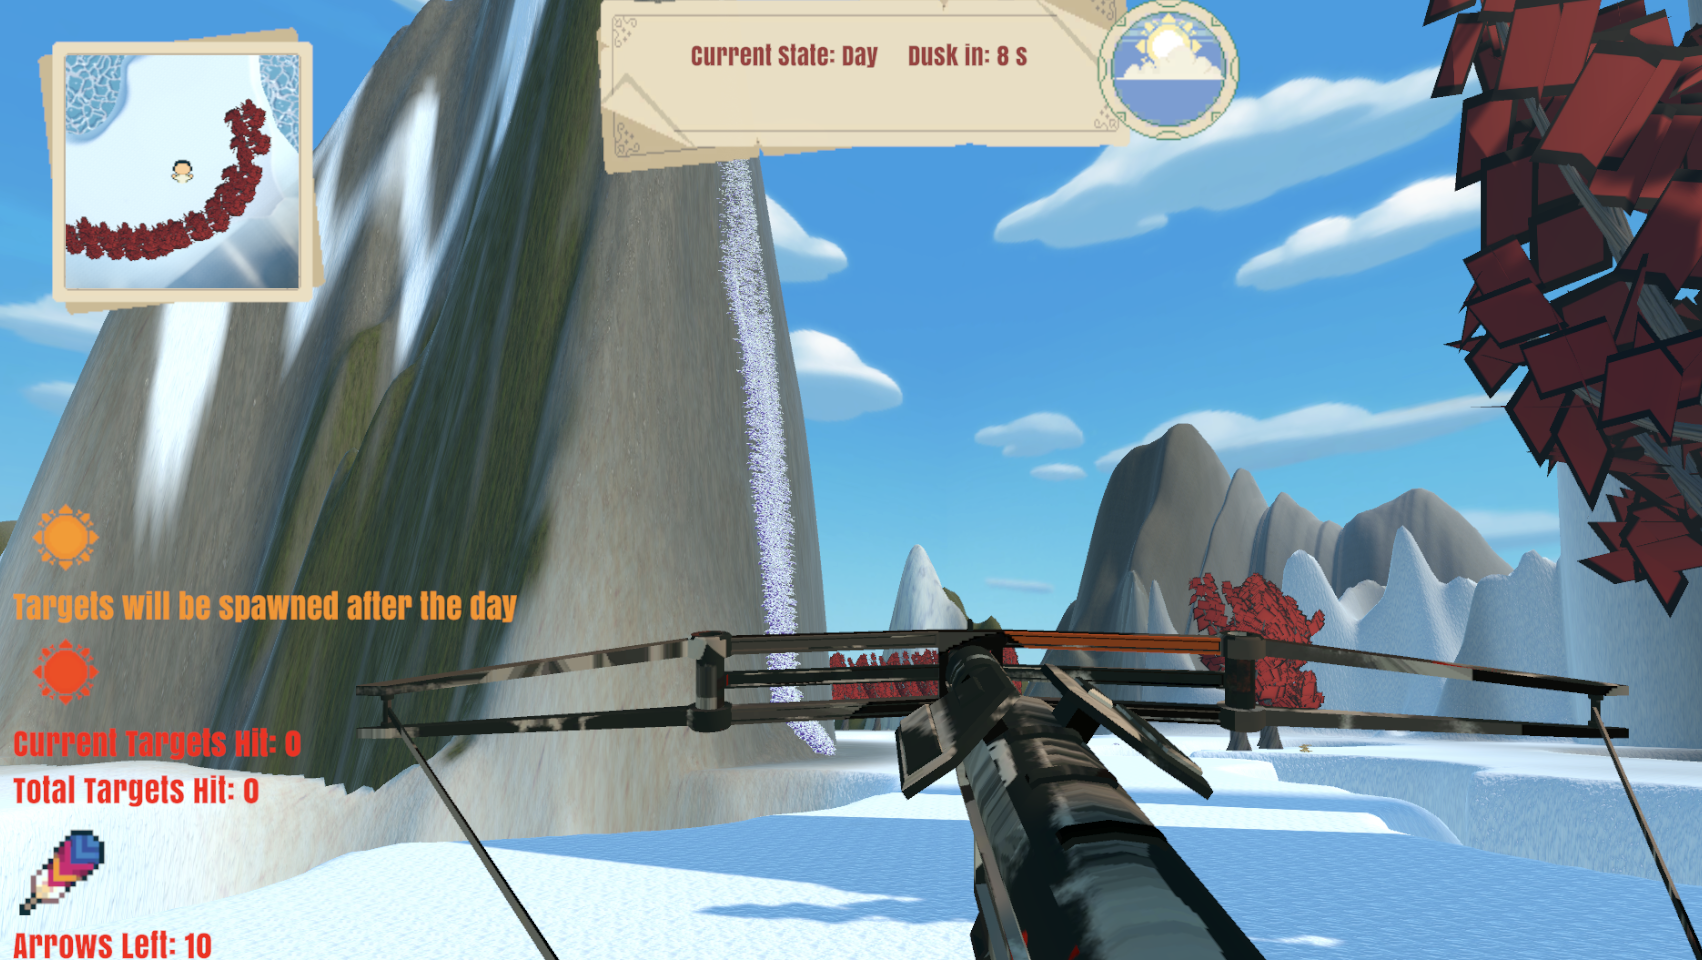 Current State: Day Dusk in: 8 s
Targets will be spawned after the day
Current Targets Hit: 0
Total Targets Hit: 0
Arrows Left: 10